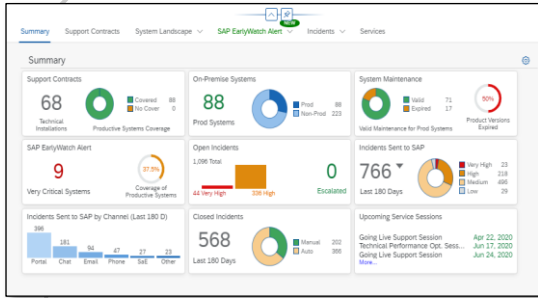 NEW
Summary Support Contracts System Landscape SAP EarlyWatch Alert Incidents Services
Summary
Support Contracts
68
Technical
Installations
Covered 88
No Cover 0
Productive Systems Coverage
On-Premise Systems
88
Prod Systems
Prod 88
Non-Prod 223
System Maintenance
Valid 71
Expired 17
Valid Maintenance for Prod Systems
50%
Product Versions
Expired
SAP EarlyWatch Alert
9
Very Critical Systems
37.5%
Coverage of
Productive Systems
Open Incidents
1,096 Total
44 Very High
336 High
0
Escalated
Incidents Sent to SAP
766
Last 180 Days
Very High 23
High 218
Medium 496
Low 29
Incidents Sent to SAP by Channel (Last 180 D)
396
181
94
47
27
23
Portal Chat Email Phone SaE Other
Closed Incidents
568
Last 180 Days
Manual 202
Auto 366
Upcoming Service Sessions
Going Live Support Session Apr 22, 2020
Technical Performance Opt. Sess... Jun 17, 2020
Going Live Support Session Jun 24, 2020
More...